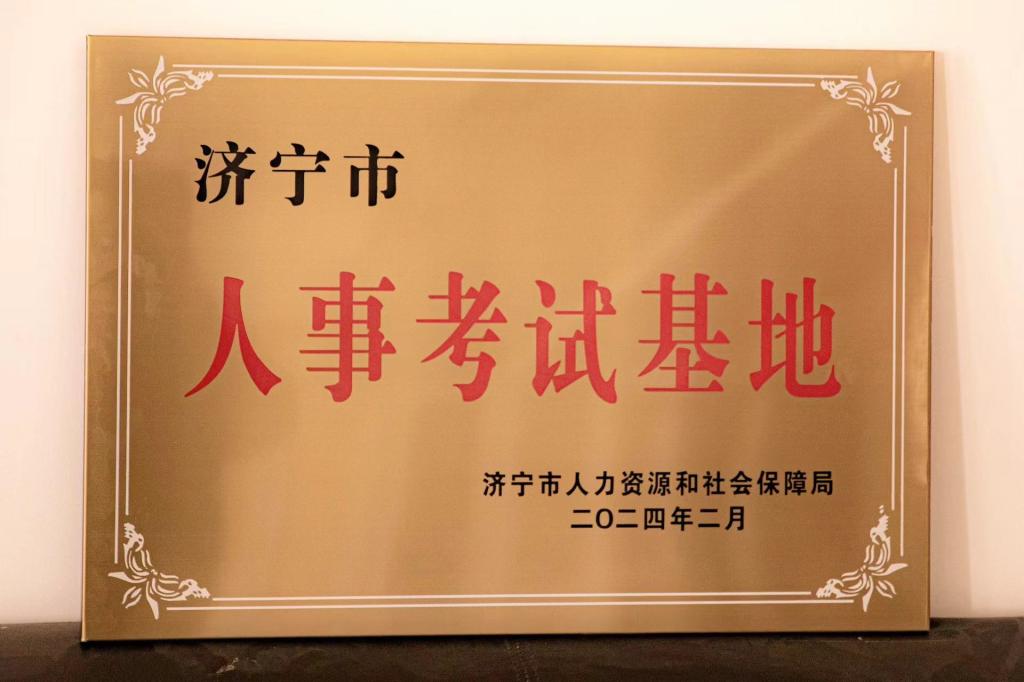 济宁市
人事考试基地
济宁市人力资源和社会保障局
二〇二四年二月